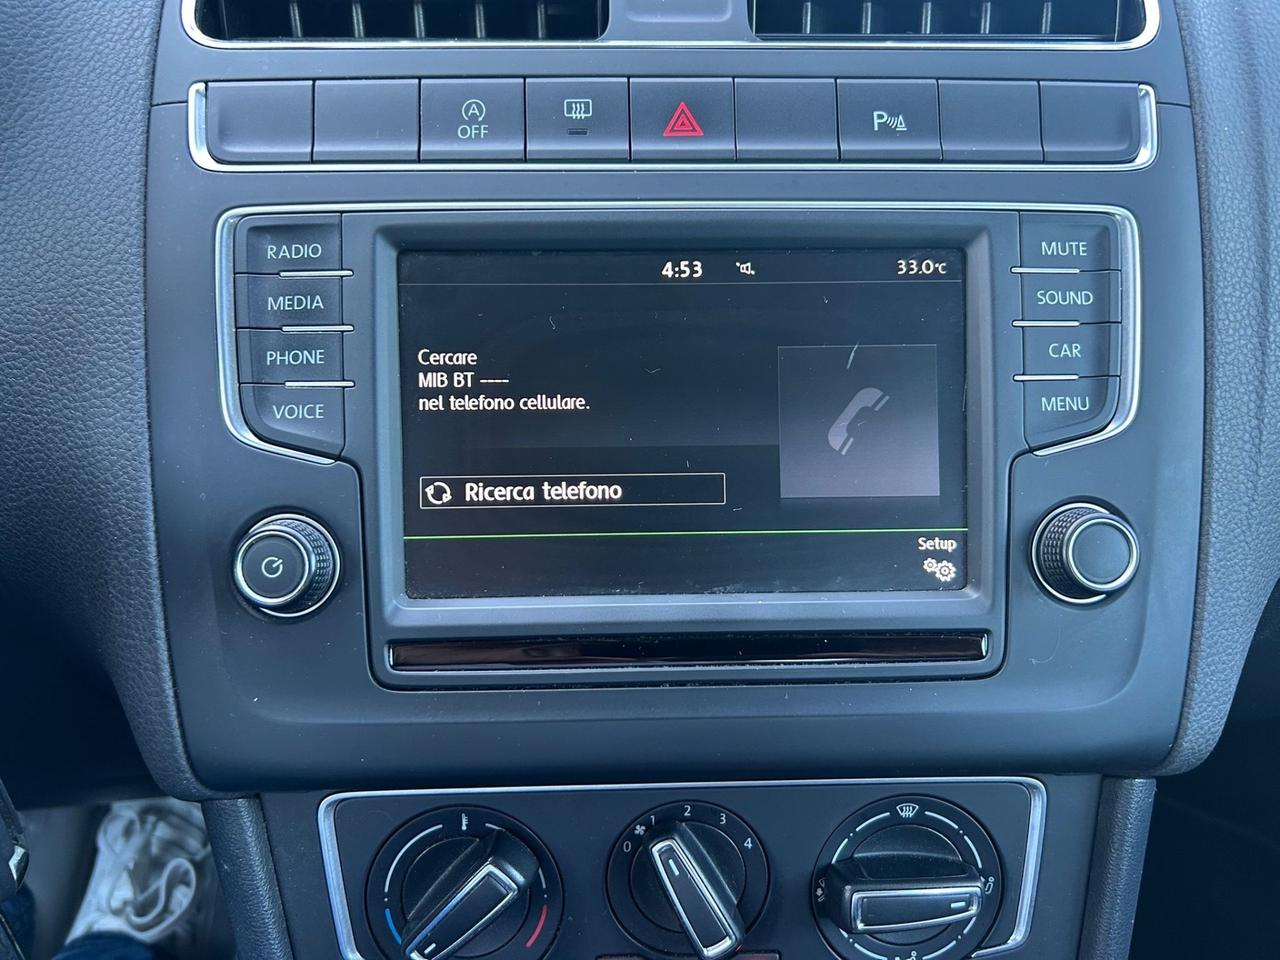 A
OFF
P
RADIO
MEDIA
PHONE
VOICE
MUTE
SOUND
CAR
MENU
4:53
33.0°C
Cercare
MIB BT ----
nel telefono cellulare.
Ricerca telefono
Setup
0 1 2 3 4